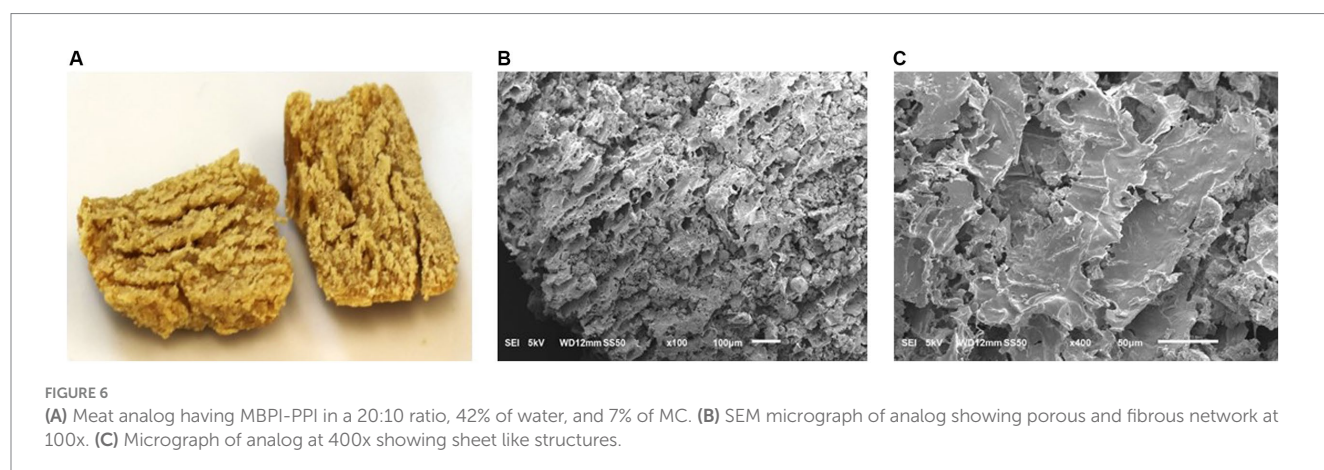 A
B
C
SEI 5kV WD12mm SS50 x100 100µm
SEI 5kV WD12mm SS50 x400 50µm
FIGURE 6
(A) Meat analog having MBPI-PPI in a 20:10 ratio, 42% of water, and 7% of MC. (B) SEM micrograph of analog showing porous and fibrous network at
100x. (C) Micrograph of analog at 400x showing sheet like structures.